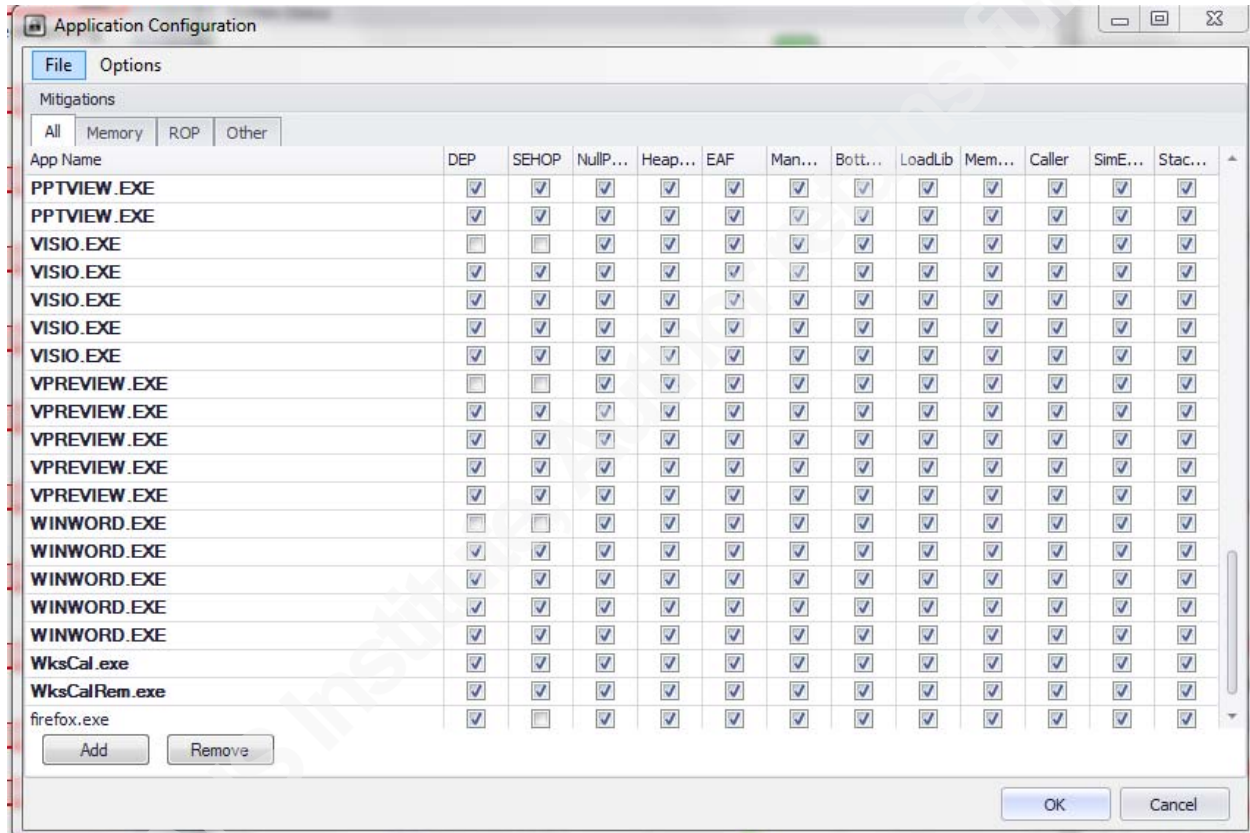 Application Configuration
File Options
Mitigations
All Memory ROP Other
App Name DEP SEHOP NullP... Heap... EAF Man... Bott... LoadLib Mem... Caller SimE... Stac...
PPTVIEW.EXE
PPTVIEW.EXE
VISIO.EXE
VISIO.EXE
VISIO.EXE
VISIO.EXE
VISIO.EXE
VPREVIEW.EXE
VPREVIEW.EXE
VPREVIEW.EXE
VPREVIEW.EXE
VPREVIEW.EXE
WINWORD.EXE
WINWORD.EXE
WINWORD.EXE
WINWORD.EXE
WINWORD.EXE
WksCal.exe
WksCalRem.exe
firefox.exe
Add Remove
OK Cancel
Institute, Author retains